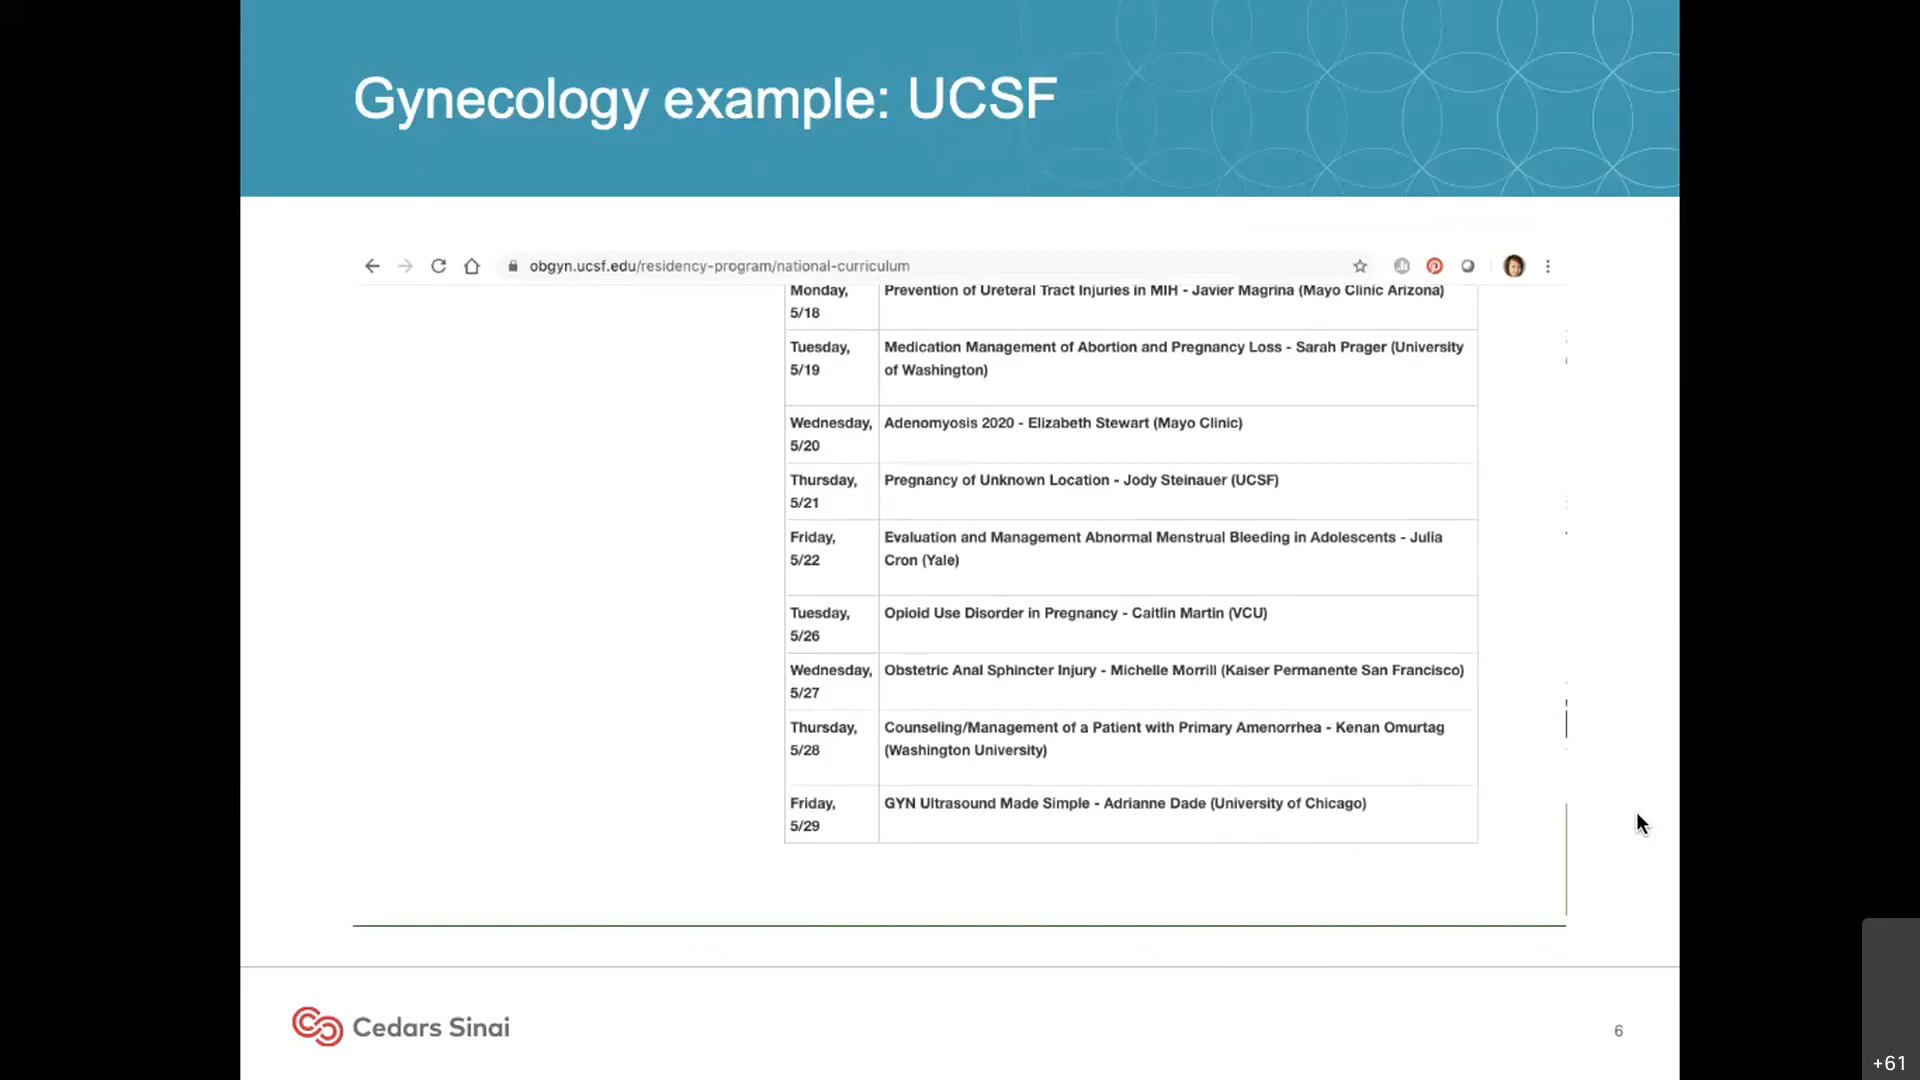 Gynecology example: UCSF
obgyn.ucsf.edu/residency-program/national-curriculum
Monday,
5/18
Prevention of Ureteral Tract Injuries in MIH - Javier Magrina (Mayo Clinic Arizona)
Tuesday,
5/19
Medication Management of Abortion and Pregnancy Loss - Sarah Prager (University
of Washington)
Wednesday,
5/20
Adenomyosis 2020 - Elizabeth Stewart (Mayo Clinic)
Thursday,
5/21
Pregnancy of Unknown Location - Jody Steinauer (UCSF)
Friday,
5/22
Evaluation and Management Abnormal Menstrual Bleeding in Adolescents - Julia
Cron (Yale)
Tuesday,
5/26
Opioid Use Disorder in Pregnancy - Caitlin Martin (VCU)
Wednesday,
5/27
Obstetric Anal Sphincter Injury - Michelle Morrill (Kaiser Permanente San Francisco)
Thursday,
5/28
Counseling/Management of a Patient with Primary Amenorrhea - Kenan Omurtag
(Washington University)
Friday,
5/29
GYN Ultrasound Made Simple - Adrianne Dade (University of Chicago)
Cedars Sinai
6
+61